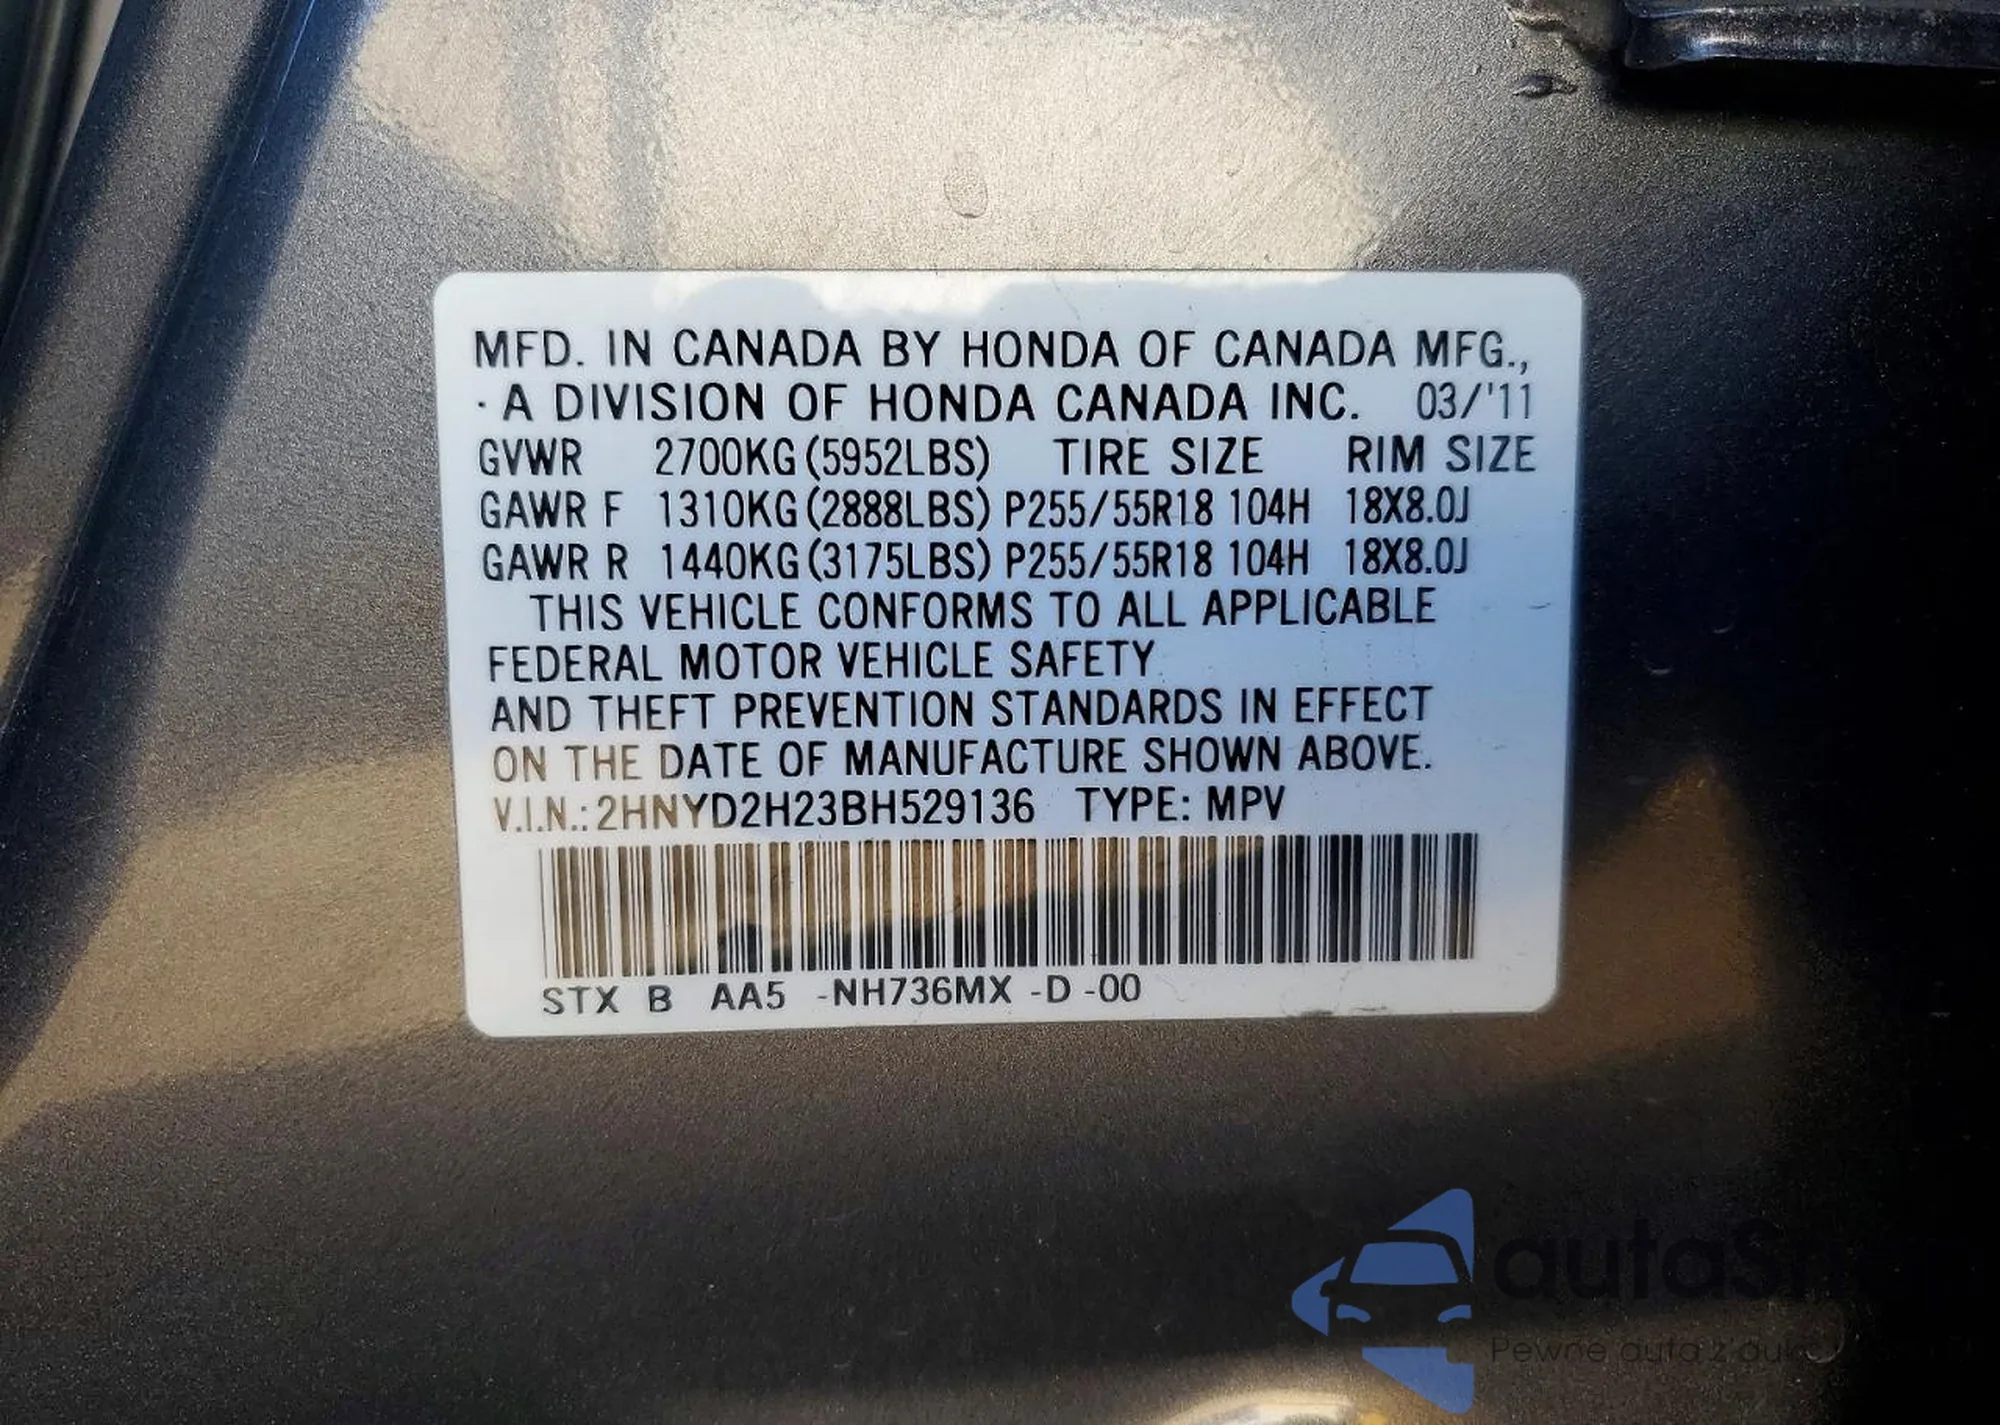 MFD. IN CANADA BY HONDA OF CANADA MFG.,
· A DIVISION OF HONDA CANADA INC. 03/'11
GVWR 2700KG (5952LBS) TIRE SIZE RIM SIZE
GAWR F 1310KG (2888LBS) P255/55R18 104H 18X8.0J
GAWR R 1440KG (3175LBS) P255/55R18 104H 18X8.0J
THIS VEHICLE CONFORMS TO ALL APPLICABLE
FEDERAL MOTOR VEHICLE SAFETY
AND THEFT PREVENTION STANDARDS IN EFFECT
ON THE DATE OF MANUFACTURE SHOWN ABOVE.
V.I.N.: 2HNYD2H23BH529136 TYPE: MPV
STX B AA5 -NH736MX -D -00
Pewne auta z